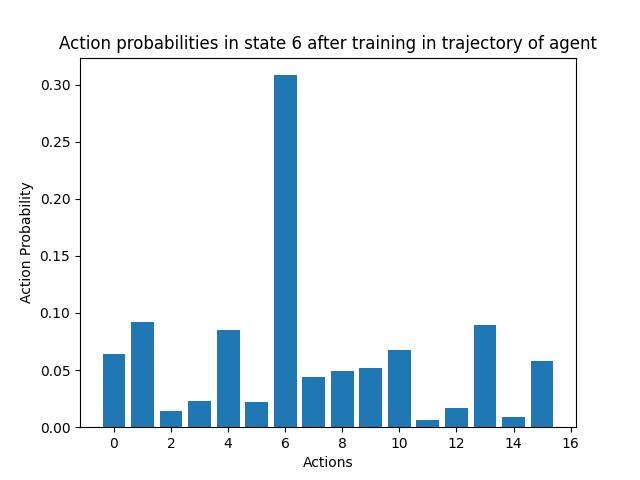 Action probabilities in state 6 after training in trajectory of agent
0.30
0.25
0.20
0.15
0.10
0.05
0.00
Action Probability
0 2 4 6 8 10 12 14 16
Actions